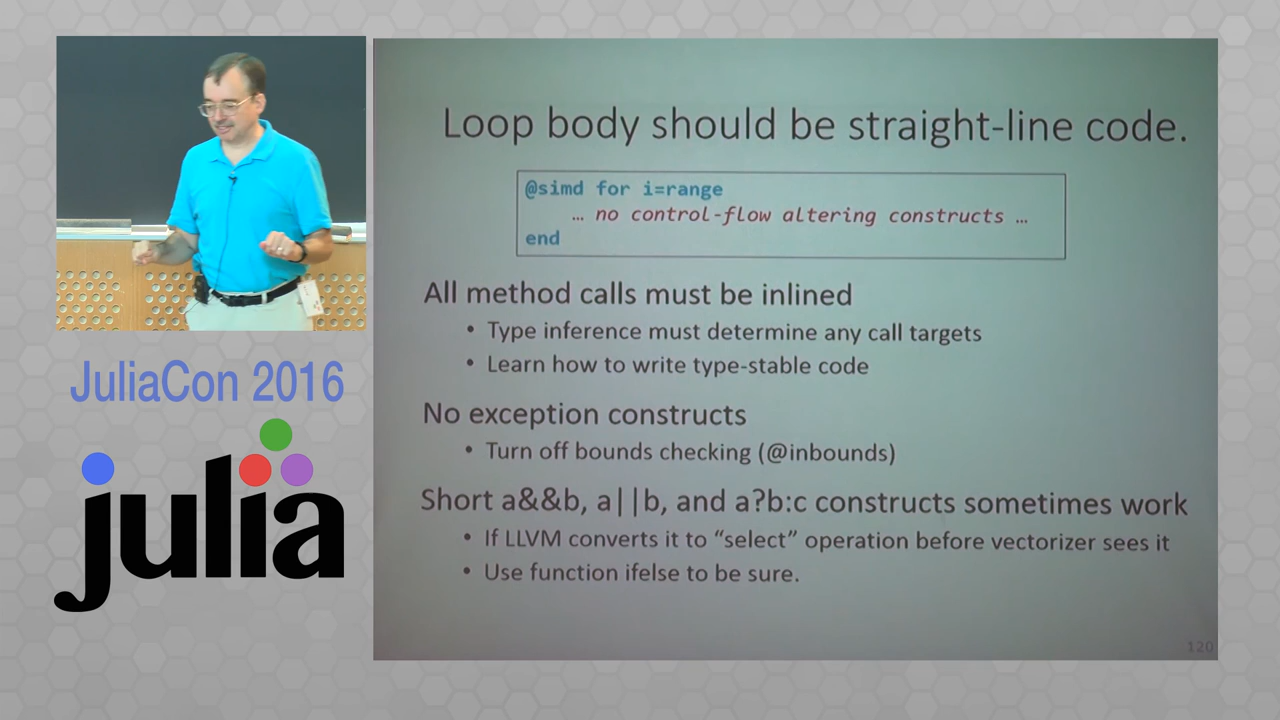 Loop body should be straight-line code.
@simd for i=range
… no control-flow altering constructs …
end
All method calls must be inlined
• Type inference must determine any call targets
• Learn how to write type-stable code
No exception constructs
• Turn off bounds checking (@inbounds)
Short a&&b, a||b, and a?b:c constructs sometimes work
• If LLVM converts it to “select” operation before vectorizer sees it
• Use function ifelse to be sure.
120
JuliaCon 2016
julia